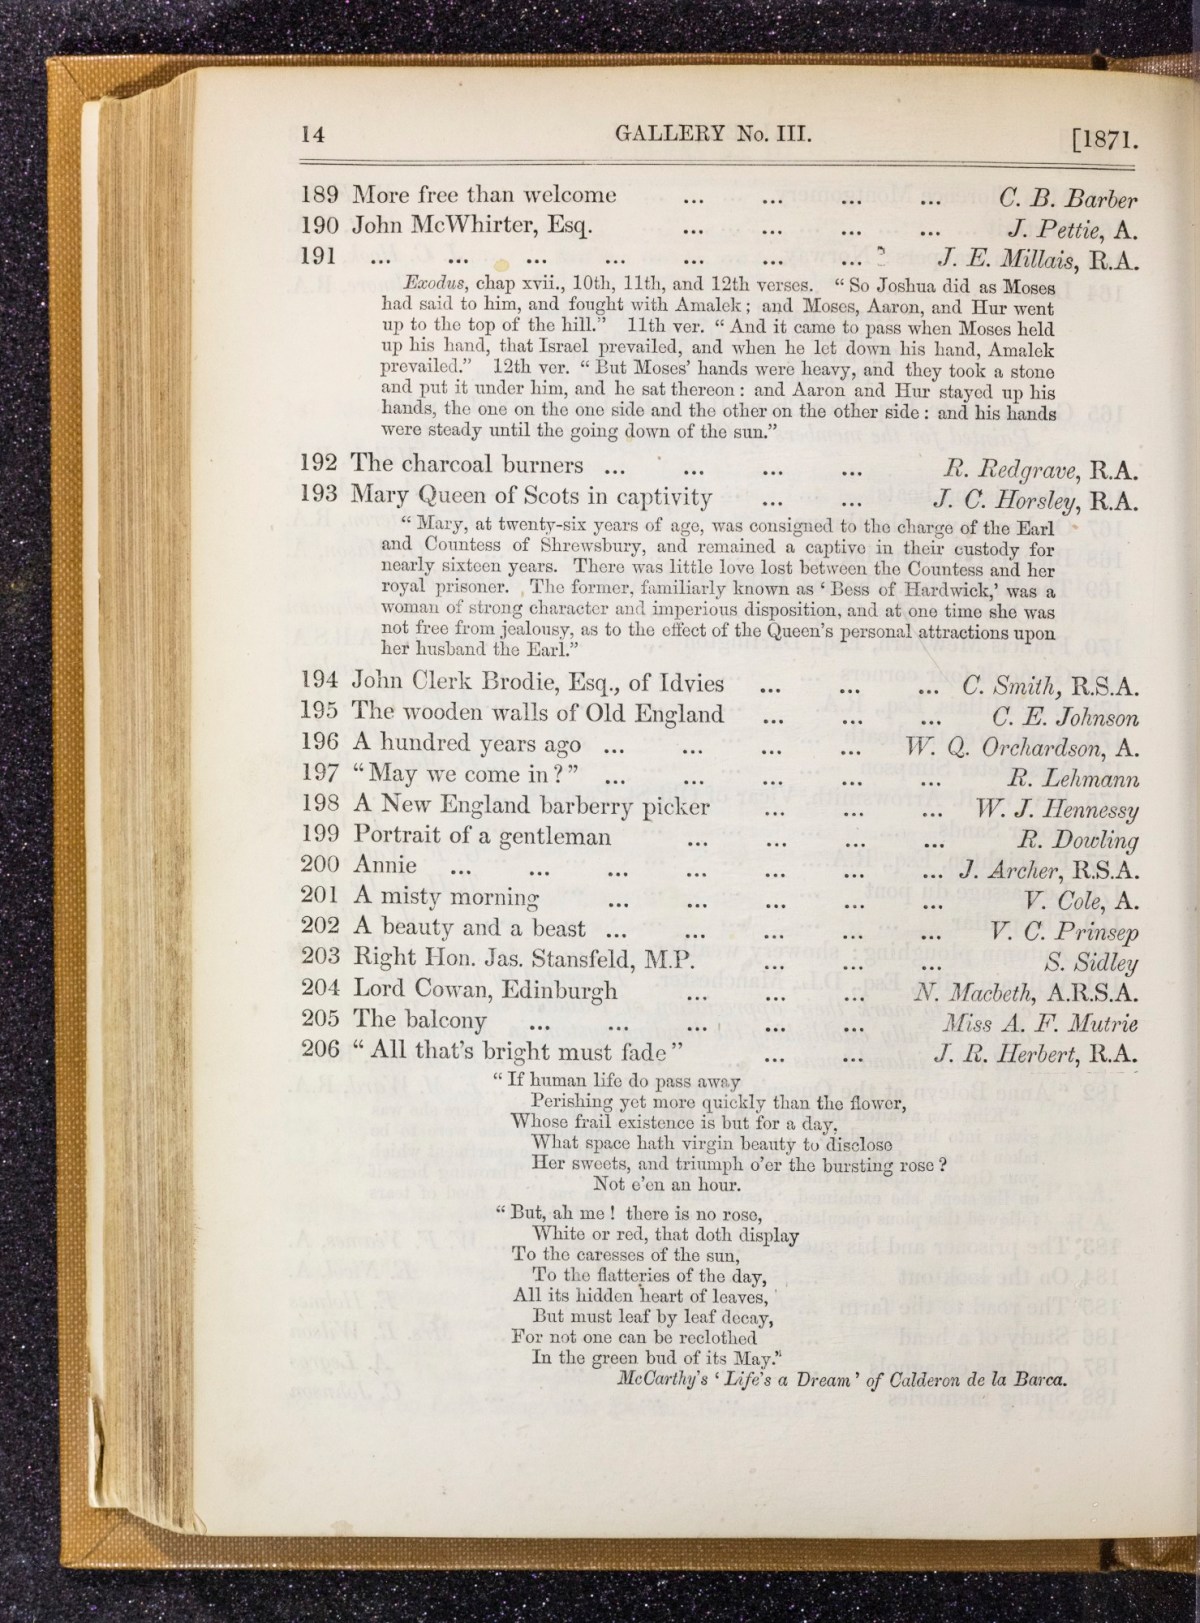 14 GALLERY No. III. [1871.
189 More free than welcome ... ... ... ... C. B. Barber
190 John McWhirter, Esq. ... ... ... ... J. Pettie, A.
191 ... ... ... ... ... ... ... ? J. E. Millais, R.A.
Exodus, chap xvii., 10th, 11th, and 12th verses. “ So Joshua did as Moses
had said to him, and fought with Amalek ; and Moses, Aaron, and Hur went
up to the top of the hill.” 11th ver. “ And it came to pass when Moses held
up his hand, that Israel prevailed, and when he let down his hand, Amalek
prevailed.” 12th ver. “ But Moses’ hands were heavy, and they took a stone
and put it under him, and he sat thereon : and Aaron and Hur stayed up his
hands, the one on the one side and the other on the other side : and his hands
were steady until the going down of the sun.”
192 The charcoal burners ... ... ... ... R. Redgrave, R.A.
193 Mary Queen of Scots in captivity ... ... J. C. Horsley, R.A.
“ Mary, at twenty-six years of age, was consigned to the charge of the Earl
and Countess of Shrewsbury, and remained a captive in their custody for
nearly sixteen years. There was little love lost between the Countess and her
royal prisoner. The former, familiarly known as ‘ Bess of Hardwick,’ was a
woman of strong character and imperious disposition, and at one time she was
not free from jealousy, as to the effect of the Queen’s personal attractions upon
her husband the Earl.”
194 John Clerk Brodie, Esq., of Idvies ... ... ... C. Smith, R.S.A.
195 The wooden walls of Old England ... ... ... C. E. Johnson
196 A hundred years ago ... ... ... ... W. Q. Orchardson, A.
197 “ May we come in ? ” ... ... ... ... ... R. Lehmann
198 A New England barberry picker ... ... ... W. J. Hennessy
199 Portrait of a gentleman ... ... ... ... R. Dowling
200 Annie ... ... ... ... ... ... ... J. Archer, R.S.A.
201 A misty morning ... ... ... ... ... V. Cole, A.
202 A beauty and a beast ... ... ... ... ... V. C. Prinsep
203 Right Hon. Jas. Stansfeld, M.P. ... ... ... S. Sidley
204 Lord Cowan, Edinburgh ... ... ... N. Macbeth, A.R.S.A.
205 The balcony ... ... ... ... ... Miss A. F. Mutrie
206 “ All that’s bright must fade ” ... ... J. R. Herbert, R.A.
“ If human life do pass away
Perishing yet more quickly than the flower,
Whose frail existence is but for a day,
What space hath virgin beauty to disclose
Her sweets, and triumph o’er the bursting rose ?
Not e’en an hour.
“ But, ah me ! there is no rose,
White or red, that doth display
To the caresses of the sun,
To the flatteries of the day,
All its hidden heart of leaves,
But must leaf by leaf decay,
For not one can be reclothed
In the green bud of its May.”
McCarthy’s ‘ Life’s a Dream ’ of Calderon de la Barca.